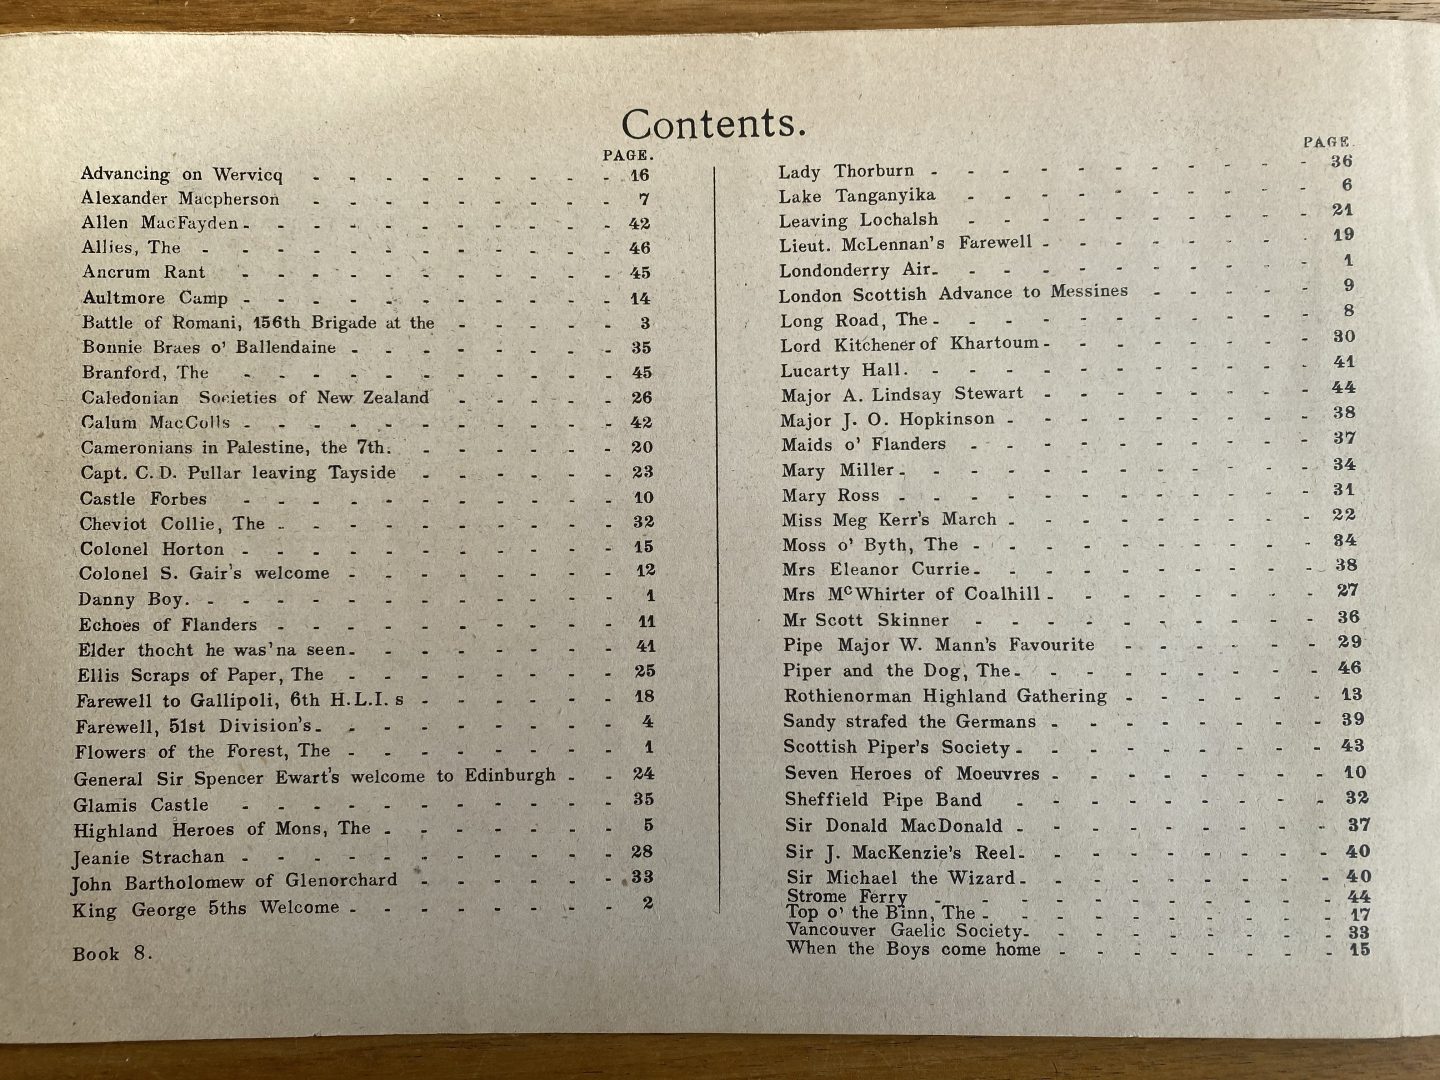 Contents.
PAGE.
Advancing on Wervicq - - - - - - - - - 16
Alexander Macpherson - - - - - - - - - 7
Allen MacFayden - - - - - - - - - - - 42
Allies, The - - - - - - - - - - - - 46
Ancrum Rant - - - - - - - - - - - 45
Aultmore Camp - - - - - - - - - - - 14
Battle of Romani, 156th Brigade at the - - - - - 3
Bonnie Braes o' Ballendaine - - - - - - - - 35
Branford, The - - - - - - - - - - - 45
Caledonian Societies of New Zealand - - - - - 26
Calum MacColls - - - - - - - - - - - 42
Cameronians in Palestine, the 7th. - - - - - - 20
Capt. C. D. Pullar leaving Tayside - - - - - - 23
Castle Forbes - - - - - - - - - - - 10
Cheviot Collie, The - - - - - - - - - - 32
Colonel Horton - - - - - - - - - - - 15
Colonel S. Gair's welcome - - - - - - - - 12
Danny Boy. - - - - - - - - - - - - 1
Echoes of Flanders - - - - - - - - - - 11
Elder thocht he was'na seen - - - - - - - - 41
Ellis Scraps of Paper, The - - - - - - - - - 25
Farewell to Gallipoli, 6th H.L.I. s - - - - - - 18
Farewell, 51st Division's - - - - - - - - - 4
Flowers of the Forest, The - - - - - - - - 1
General Sir Spencer Ewart's welcome to Edinburgh - - 24
Glamis Castle - - - - - - - - - - - 35
Highland Heroes of Mons, The - - - - - - - 5
Jeanie Strachan - - - - - - - - - - - 28
John Bartholomew of Glenorchard - - - - - - 33
King George 5ths Welcome - - - - - - - - 2
Book 8.
PAGE.
Lady Thorburn - - - - - - - - - - - 36
Lake Tanganyika - - - - - - - - - - 6
Leaving Lochalsh - - - - - - - - - - 21
Lieut. McLennan's Farewell - - - - - - - - 19
Londonderry Air - - - - - - - - - - - 1
London Scottish Advance to Messines - - - - - 9
Long Road, The - - - - - - - - - - - 8
Lord Kitchener of Khartoum - - - - - - - - 30
Lucarty Hall. - - - - - - - - - - - 41
Major A. Lindsay Stewart - - - - - - - - 44
Major J. O. Hopkinson - - - - - - - - - 38
Maids o' Flanders - - - - - - - - - - 37
Mary Miller - - - - - - - - - - - - 34
Mary Ross - - - - - - - - - - - - 31
Miss Meg Kerr's March - - - - - - - - - 22
Moss o' Byth, The - - - - - - - - - - 34
Mrs Eleanor Currie - - - - - - - - - - 38
Mrs McWhirter of Coalhill - - - - - - - - 27
Mr Scott Skinner - - - - - - - - - - 36
Pipe Major W. Mann's Favourite - - - - - - 29
Piper and the Dog, The - - - - - - - - - 46
Rothienorman Highland Gathering - - - - - - 13
Sandy strafed the Germans - - - - - - - - 39
Scottish Piper's Society - - - - - - - - - 43
Seven Heroes of Moeuvres - - - - - - - - 10
Sheffield Pipe Band - - - - - - - - - 32
Sir Donald MacDonald - - - - - - - - - 37
Sir J. MacKenzie's Reel - - - - - - - - - 40
Sir Michael the Wizard - - - - - - - - - 40
Strome Ferry - - - - - - - - - - - 44
Top o' the Binn, The - - - - - - - - - - 17
Vancouver Gaelic Society - - - - - - - - - 33
When the Boys come home - - - - - - - - 15